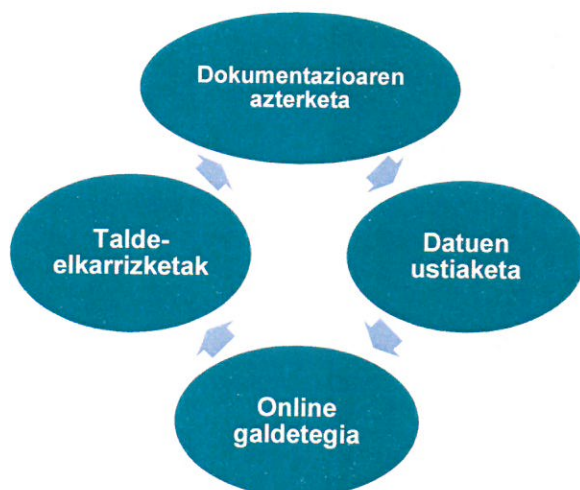 Dokumentazioaren
azterketa
Talde-
elkarrizketak
Datuen
ustiaketa
Online
galdetegia